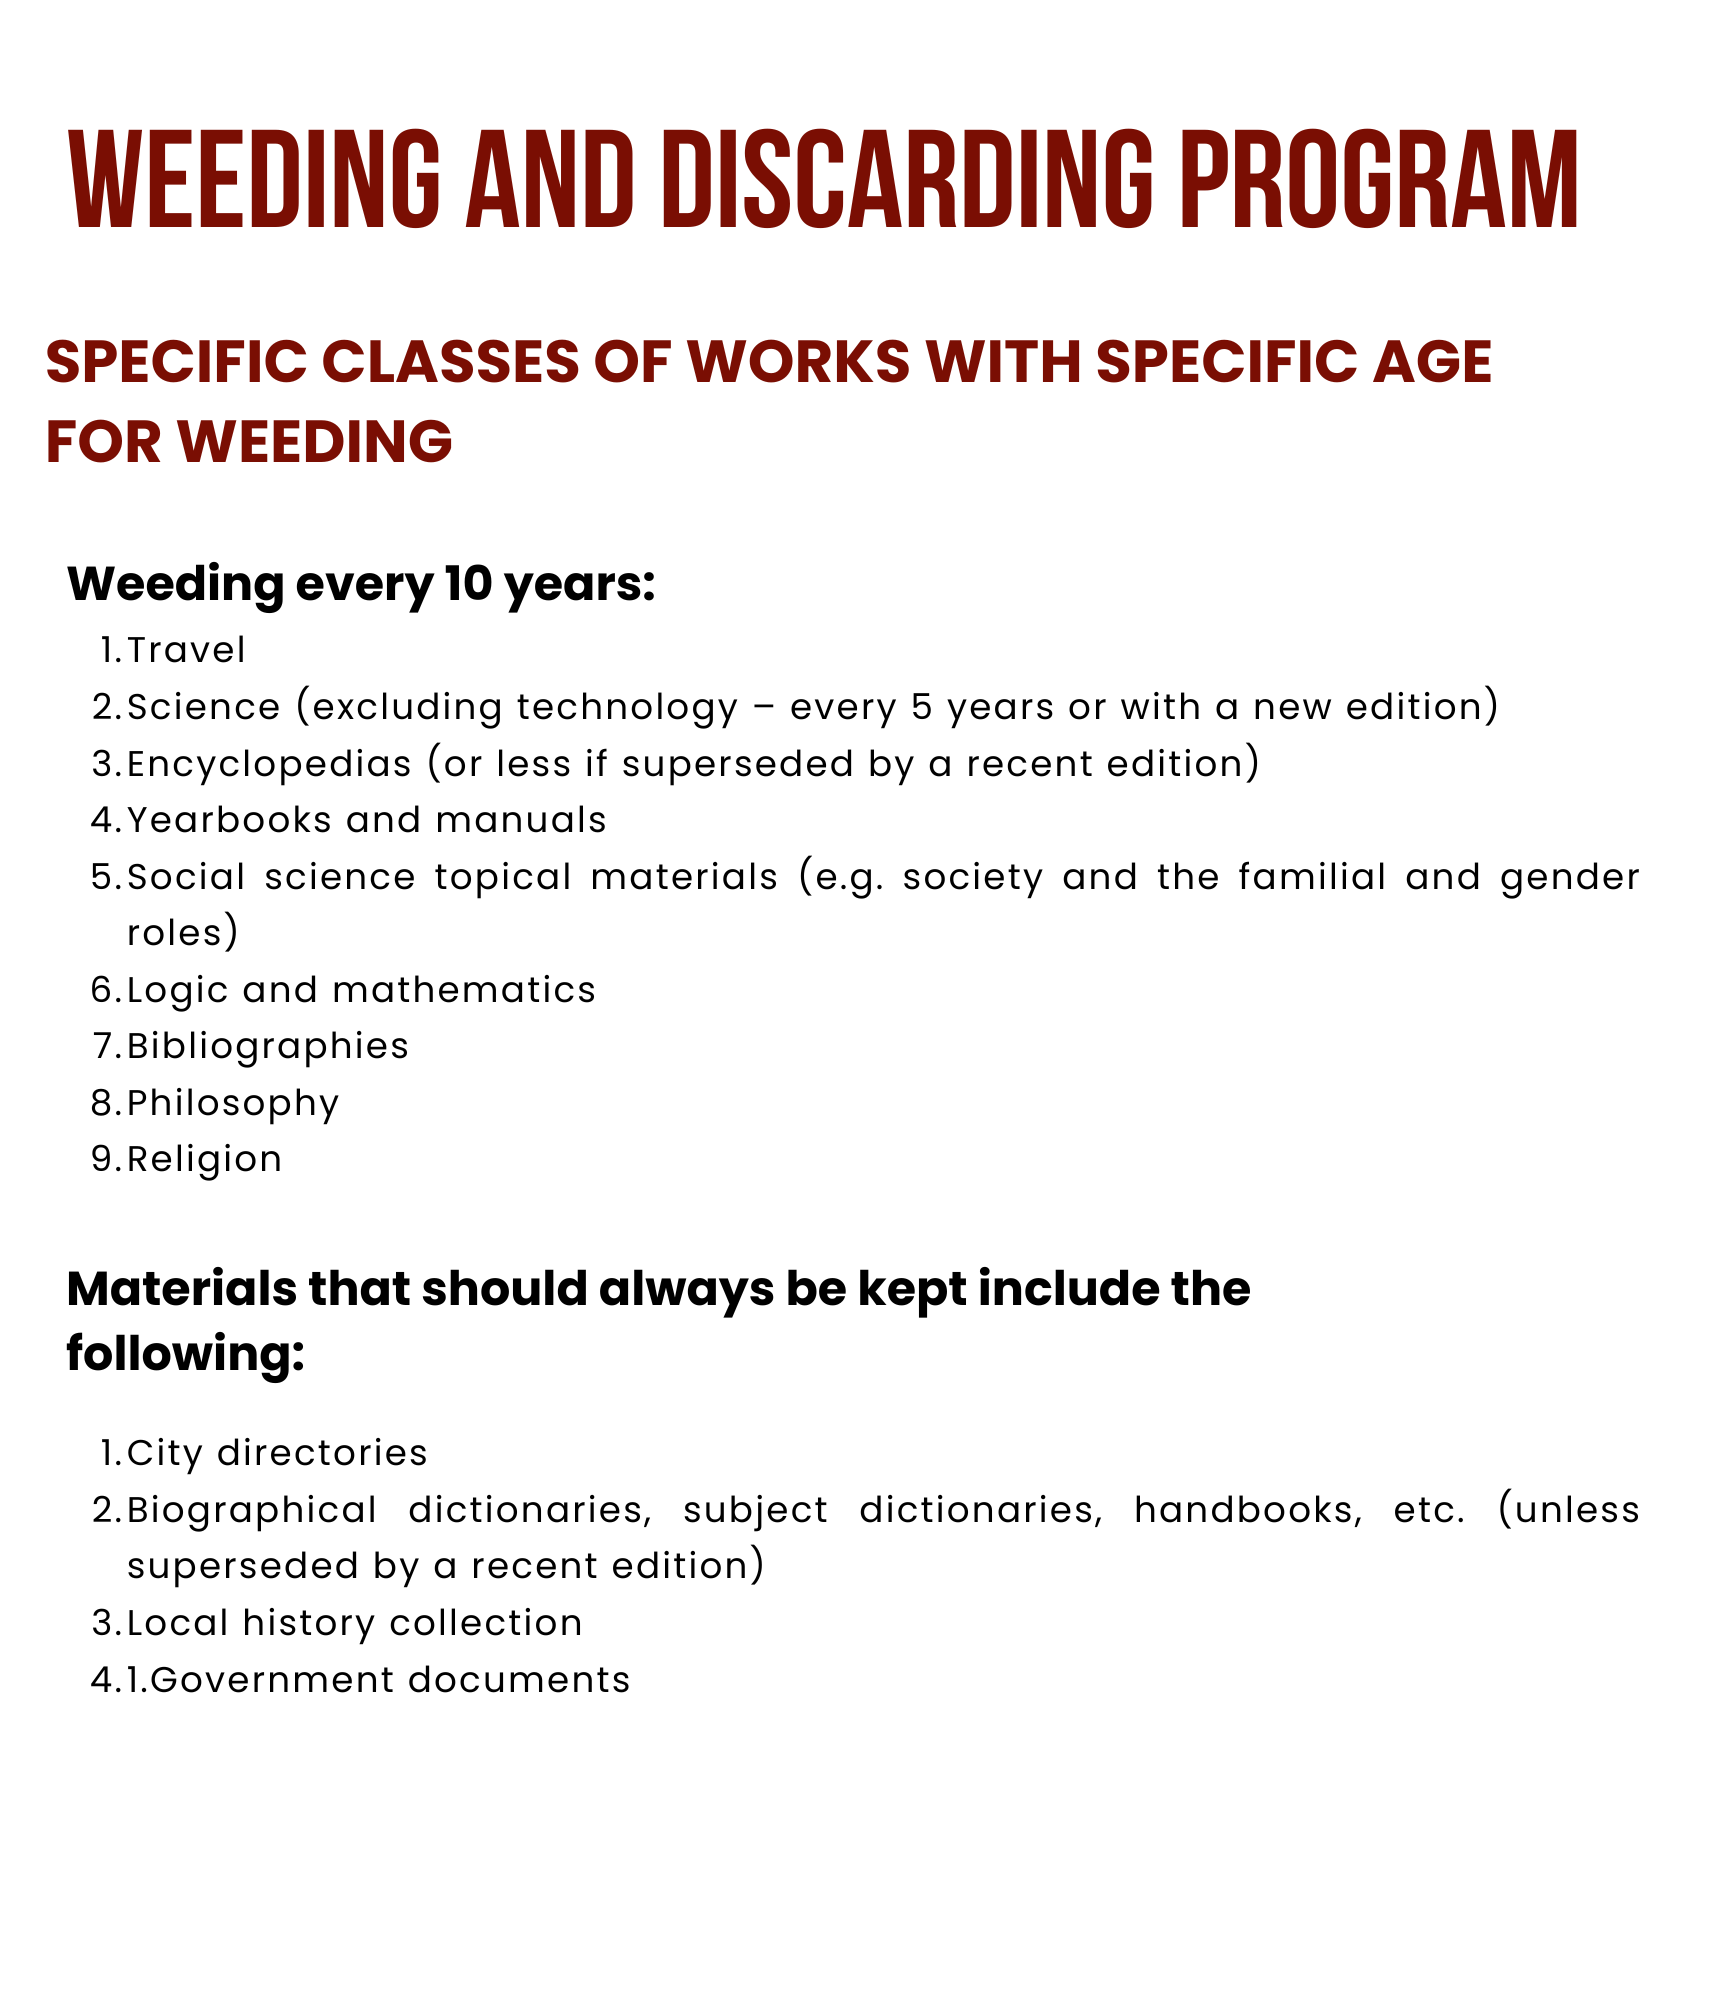 WEEDING AND DISCARDING PROGRAM
SPECIFIC CLASSES OF WORKS WITH SPECIFIC AGE
FOR WEEDING
Weeding every 10 years:
1.Travel
2.Science (excluding technology – every 5 years or with a new edition)
3.Encyclopedias (or less if superseded by a recent edition)
4.Yearbooks and manuals
5.Social science topical materials (e.g. society and the familial and gender
roles)
6.Logic and mathematics
7.Bibliographies
8.Philosophy
9.Religion
Materials that should always be kept include the
following:
1.City directories
2.Biographical dictionaries, subject dictionaries, handbooks, etc. (unless
superseded by a recent edition)
3.Local history collection
4.1.Government documents